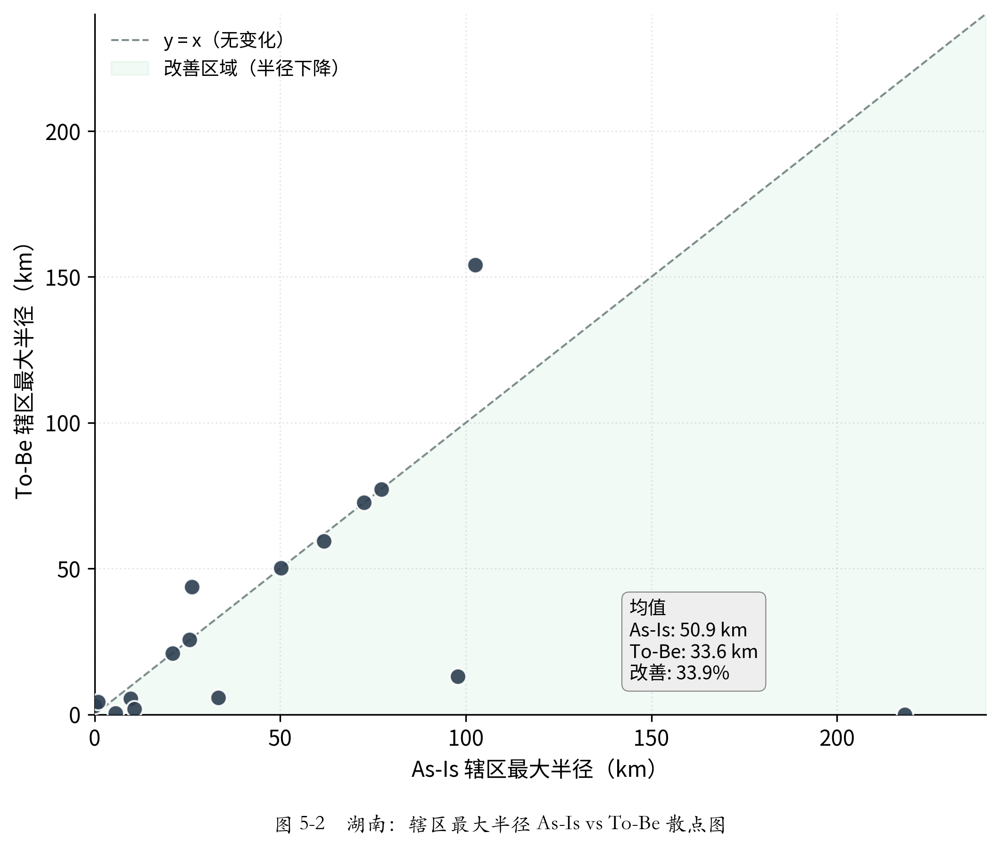 y = x（无变化）
改善区域（半径下降）
To-Be 辖区最大半径（km）
200
150
100
50
0
均值
As-Is: 50.9 km
To-Be: 33.6 km
改善: 33.9%
0 50 100 150 200
As-Is 辖区最大半径（km）
图 5-2 湖南：辖区最大半径 As-Is vs To-Be 散点图